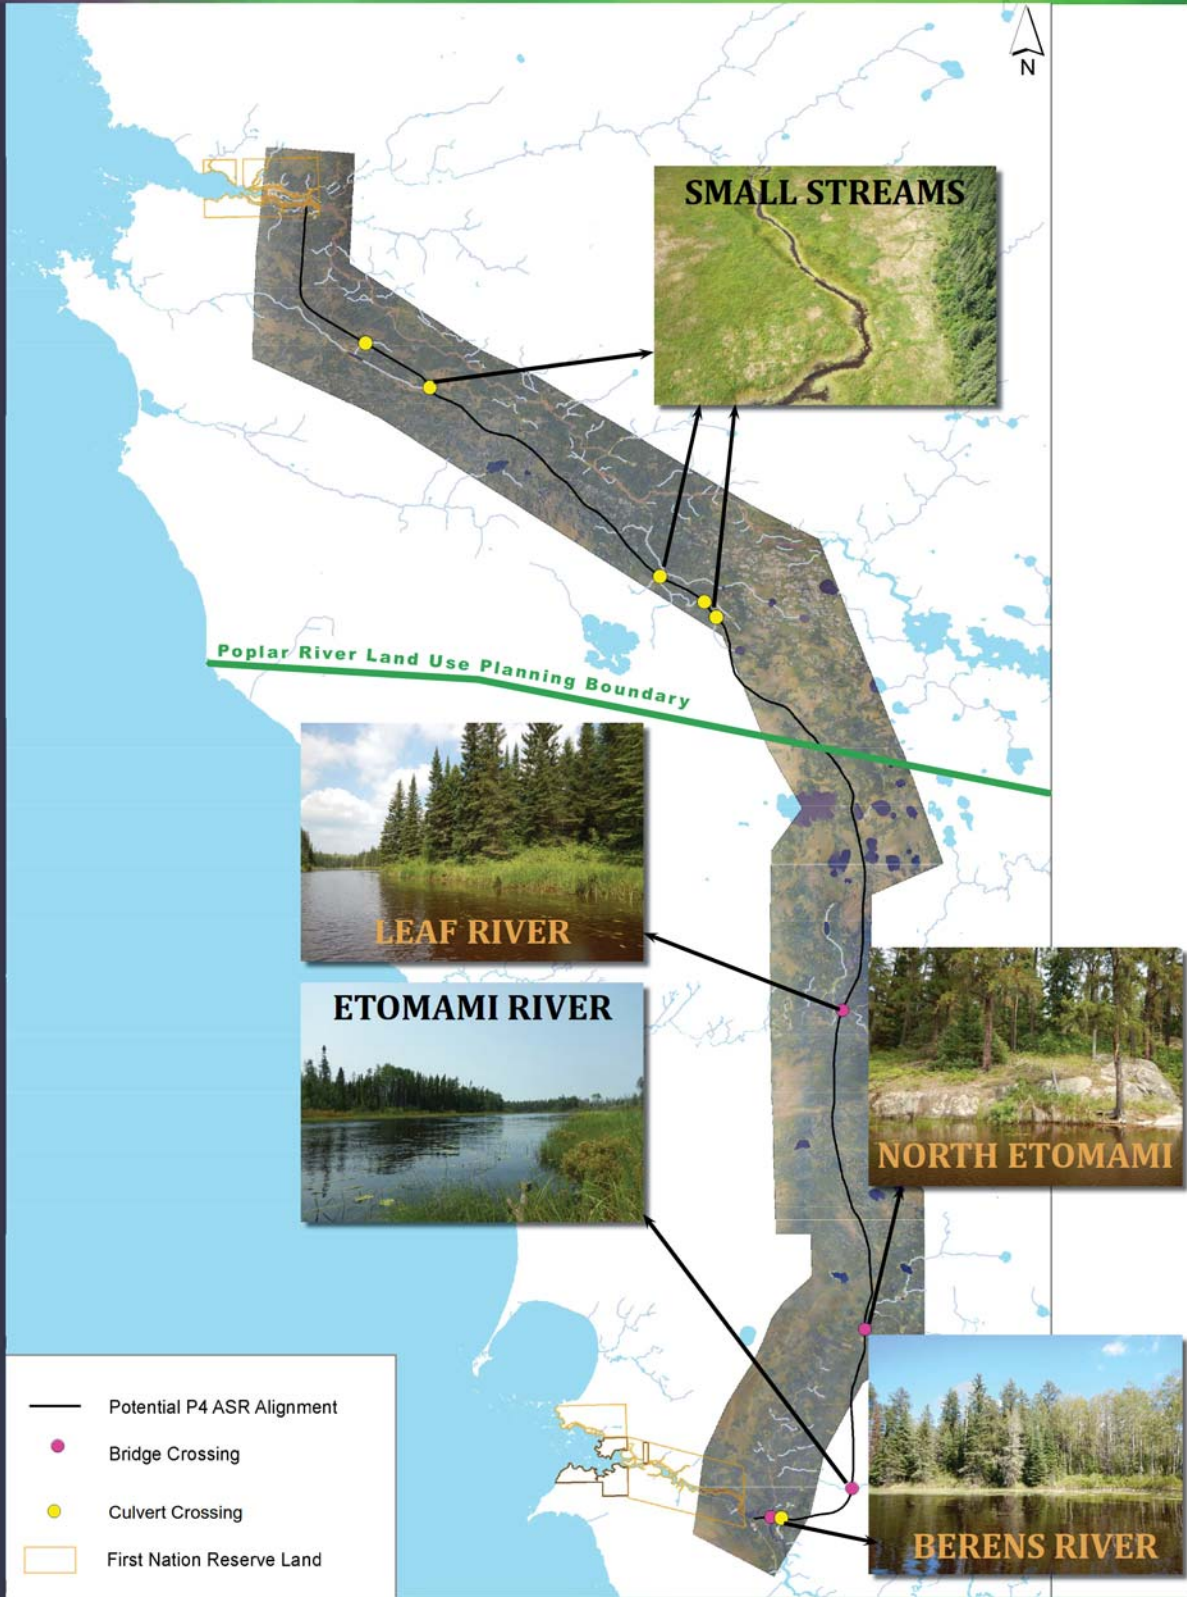 N
SMALL STREAMS
Poplar River Land Use Planning Boundary
LEAF RIVER
ETOMAMI RIVER
NORTH ETOMAMI
BERENS RIVER
Potential P4 ASR Alignment
Bridge Crossing
Culvert Crossing
First Nation Reserve Land